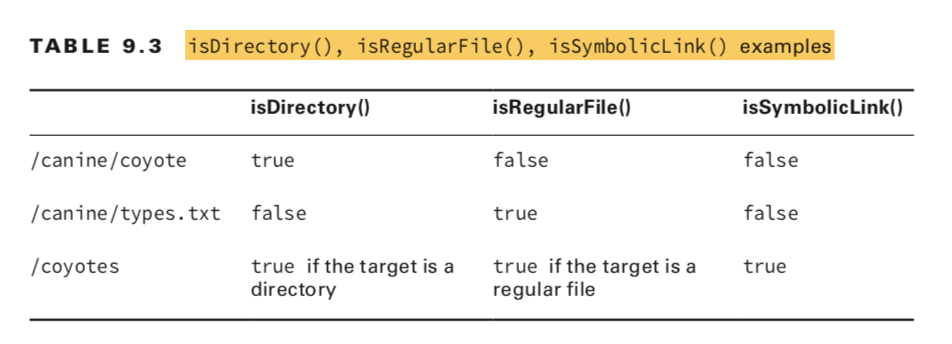 TABLE 9.3 isDirectory(), isRegularFile(), isSymbolicLink() examples
isDirectory() isRegularFile() isSymbolicLink()
/canine/coyote true false false
/canine/types.txt false true false
/coyotes true if the target is a directory true if the target is a regular file true